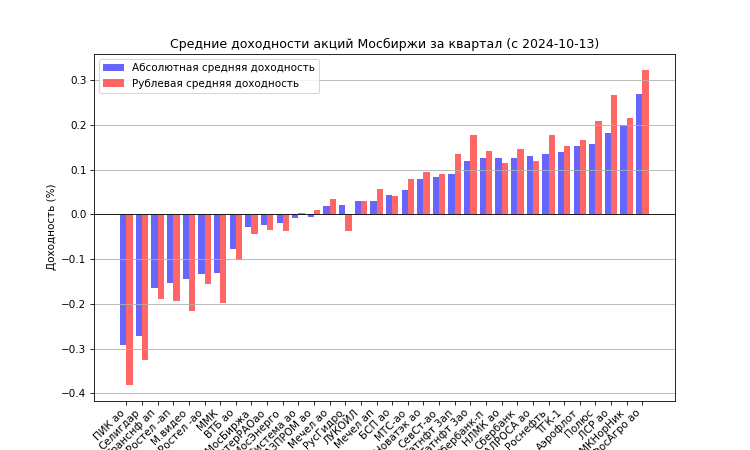 Средние доходности акций Мосбиржи за квартал (с 2024-10-13)
Абсолютная средняя доходность
Рублевая средняя доходность
Доходность (%)
0.3
0.2
0.1
0.0
−0.1
−0.2
−0.3
−0.4
ПИК ао
Селигдар
Ростел -ап
М.видео
Ростел -ао
ММК
ВТБ ао
МосБиржа
Мечел ао
РусГидро
ЛУКОЙЛ
Мечел ап
БСП ао
МТС-ао
Новатэк ао
СевСт-ао
НЛМК ао
Сбербанк
Роснефть
ТГК-1
Аэрофлот
Полюс
ЛСР ао